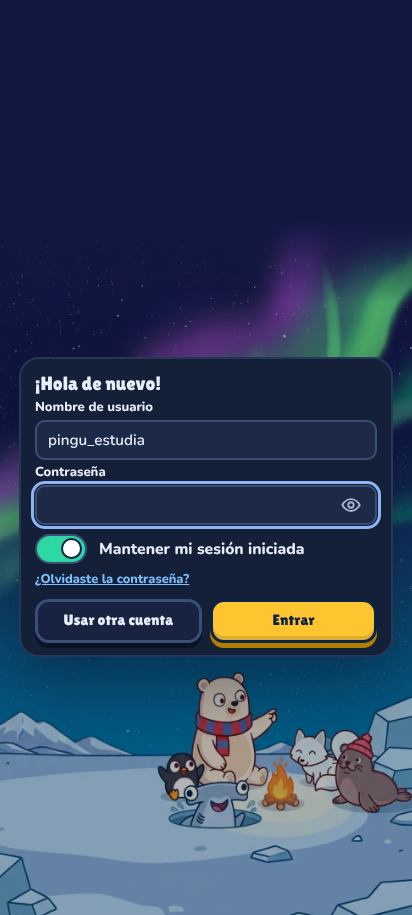 ¡Hola de nuevo!
Nombre de usuario
pingu_estudia
Contraseña
Mantener mi sesión iniciada
¿Olvidaste la contraseña?
Usar otra cuenta
Entrar